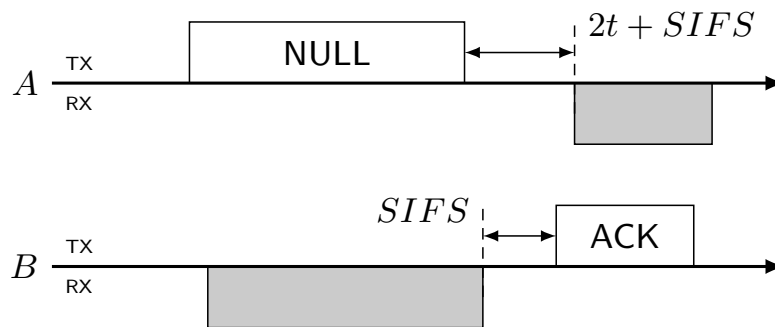 2t + SIFS
NULL
TX
A
RX
SIFS
ACK
TX
B
RX